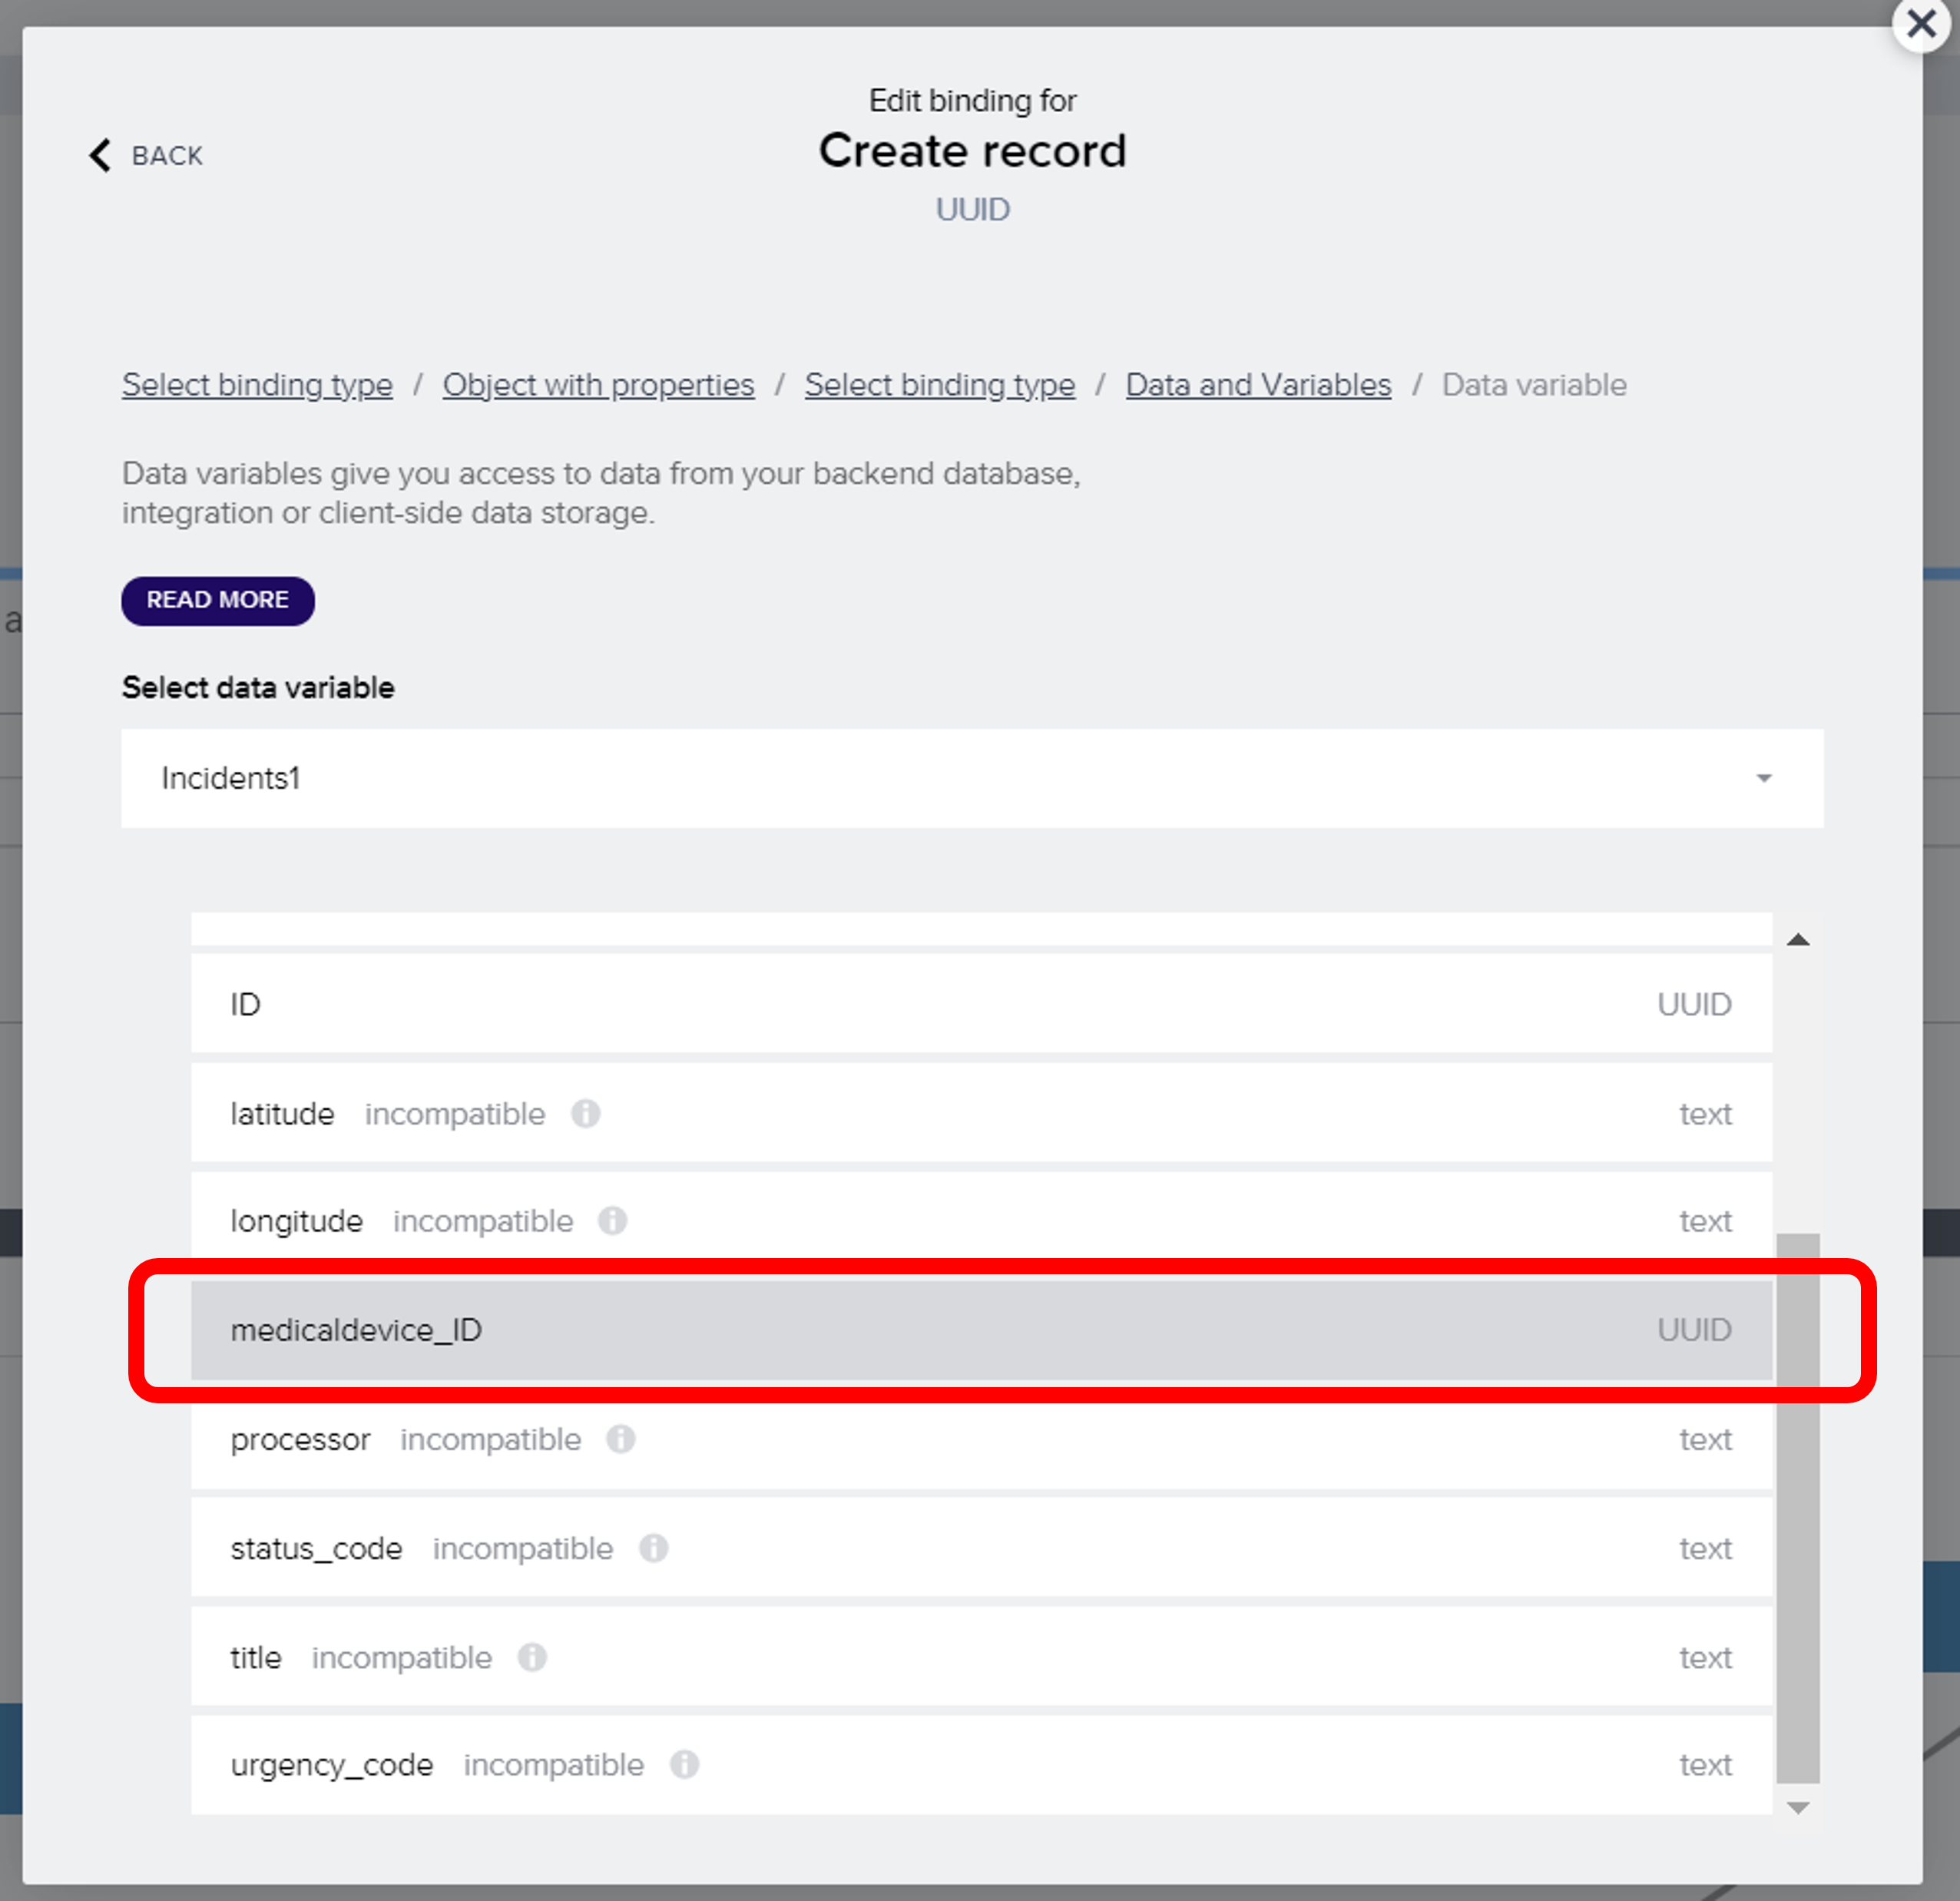 Edit binding for
BACK
Create record
UUID
Select binding type / Object with properties / Select binding type / Data and Variables / Data variable
Data variables give you access to data from your backend database,
integration or client-side data storage.
a
READ MORE
Select data variable
Incidents1
ID UUID
latitude incompatible i text
longitude incompatible i text
medicaldevice_ID UUID
processor incompatible i text
status_code incompatible i text
title incompatible i text
urgency_code incompatible i text